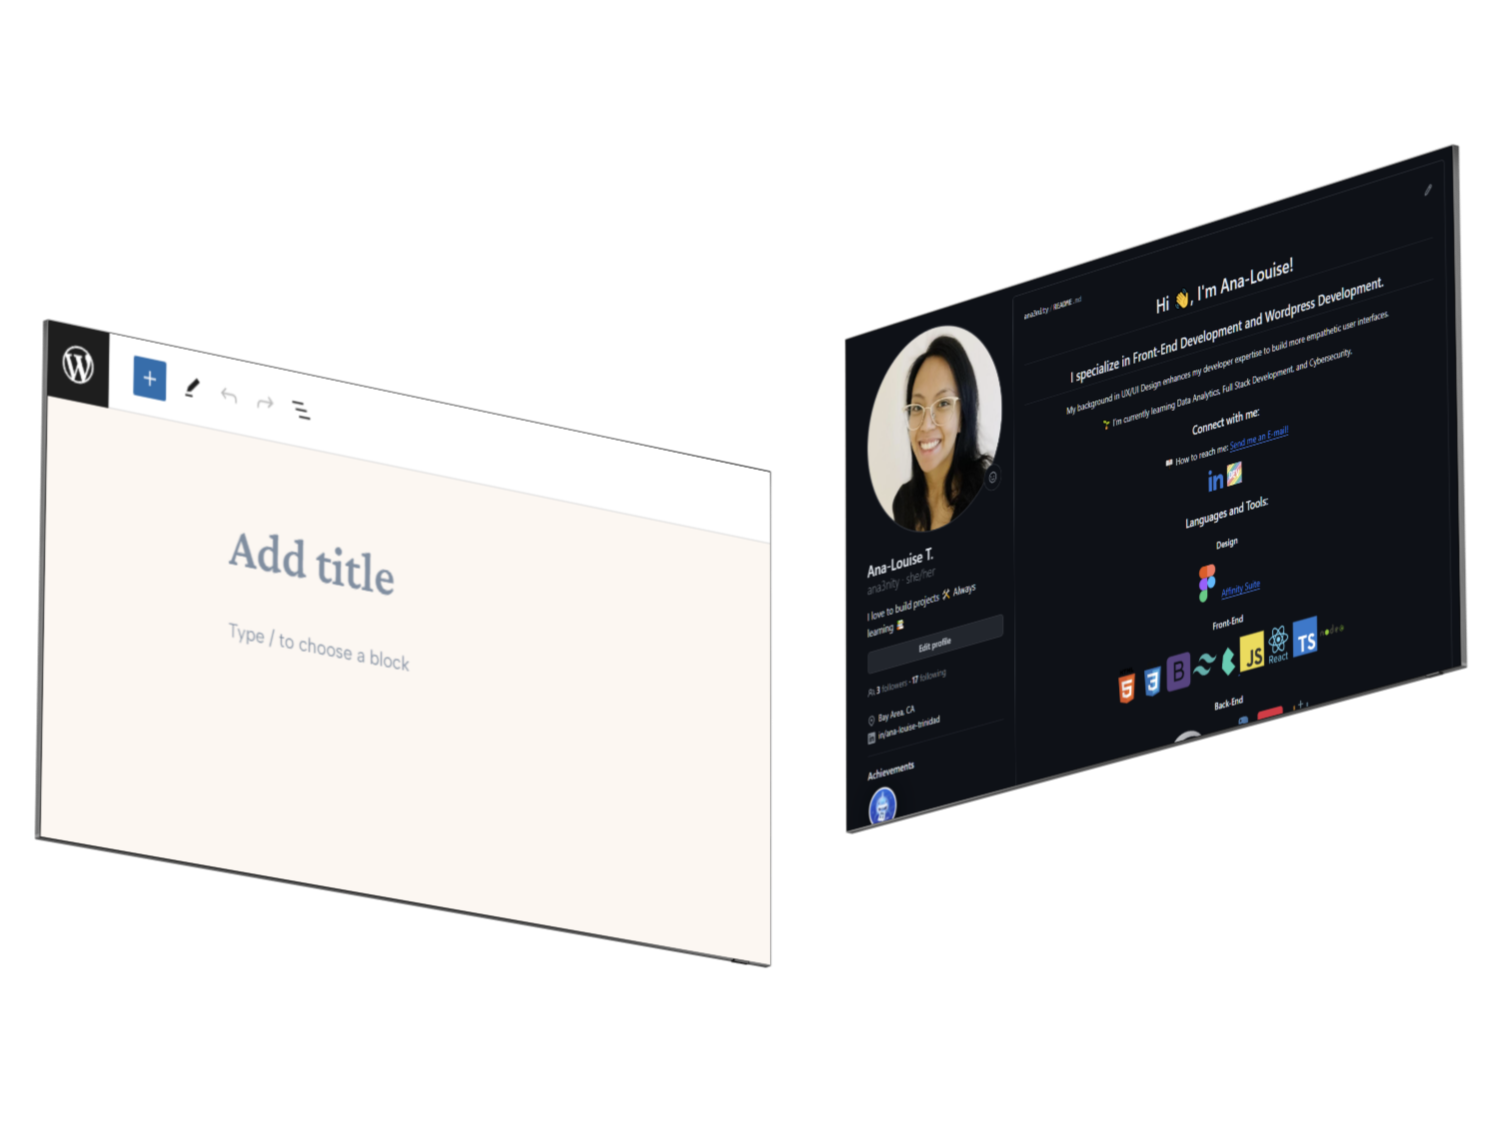 Add title
Type / to choose a block
ana3nity / README.md
Hi 👋, I'm Ana-Louise!
I specialize in Front-End Development and Wordpress Development.
My background in UX/UI Design enhances my developer expertise to build more empathetic user interfaces.
🌱 I'm currently learning Data Analytics, Full Stack Development, and Cybersecurity.
Connect with me:
How to reach me: Send me an E-mail!
in
DEV
Languages and Tools:
Design
Affinity Suite
Front-End
5 3 B JS React TS node
Back-End
Ana-Louise T.
ana3nity · she/her
I love to build projects 🛠 Always
learning
Edit profile
3 followers · 17 following
Bay Area, CA
in/ana-louise-trinidad
Achievements